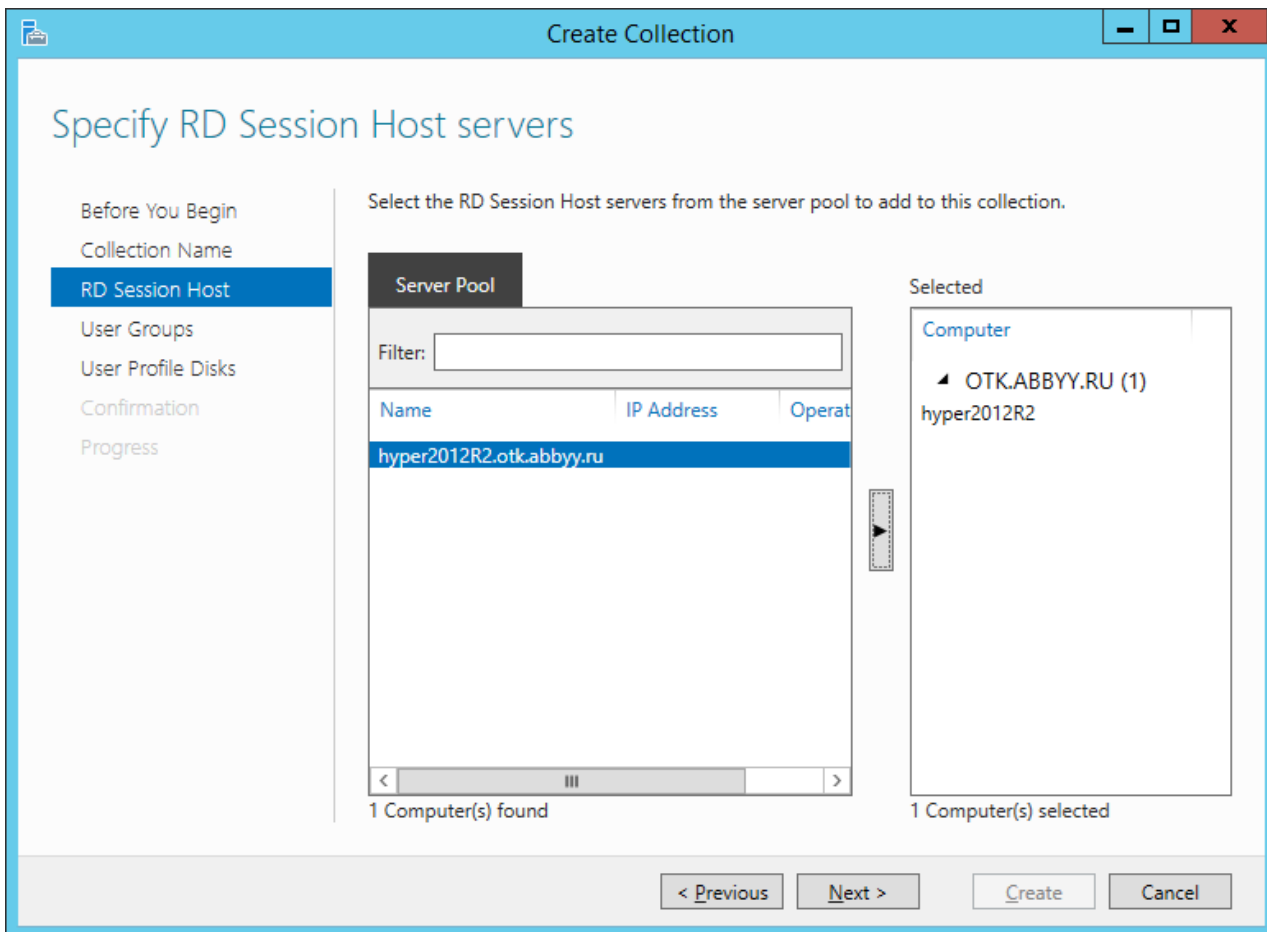 Create Collection
Specify RD Session Host servers
Before You Begin
Collection Name
RD Session Host
User Groups
User Profile Disks
Confirmation
Progress
Select the RD Session Host servers from the server pool to add to this collection.
Server Pool
Filter:
Name IP Address Operat
hyper2012R2.otk.abbyy.ru
1 Computer(s) found
Selected
Computer
OTK.ABBYY.RU (1)
hyper2012R2
1 Computer(s) selected
< Previous Next > Create Cancel